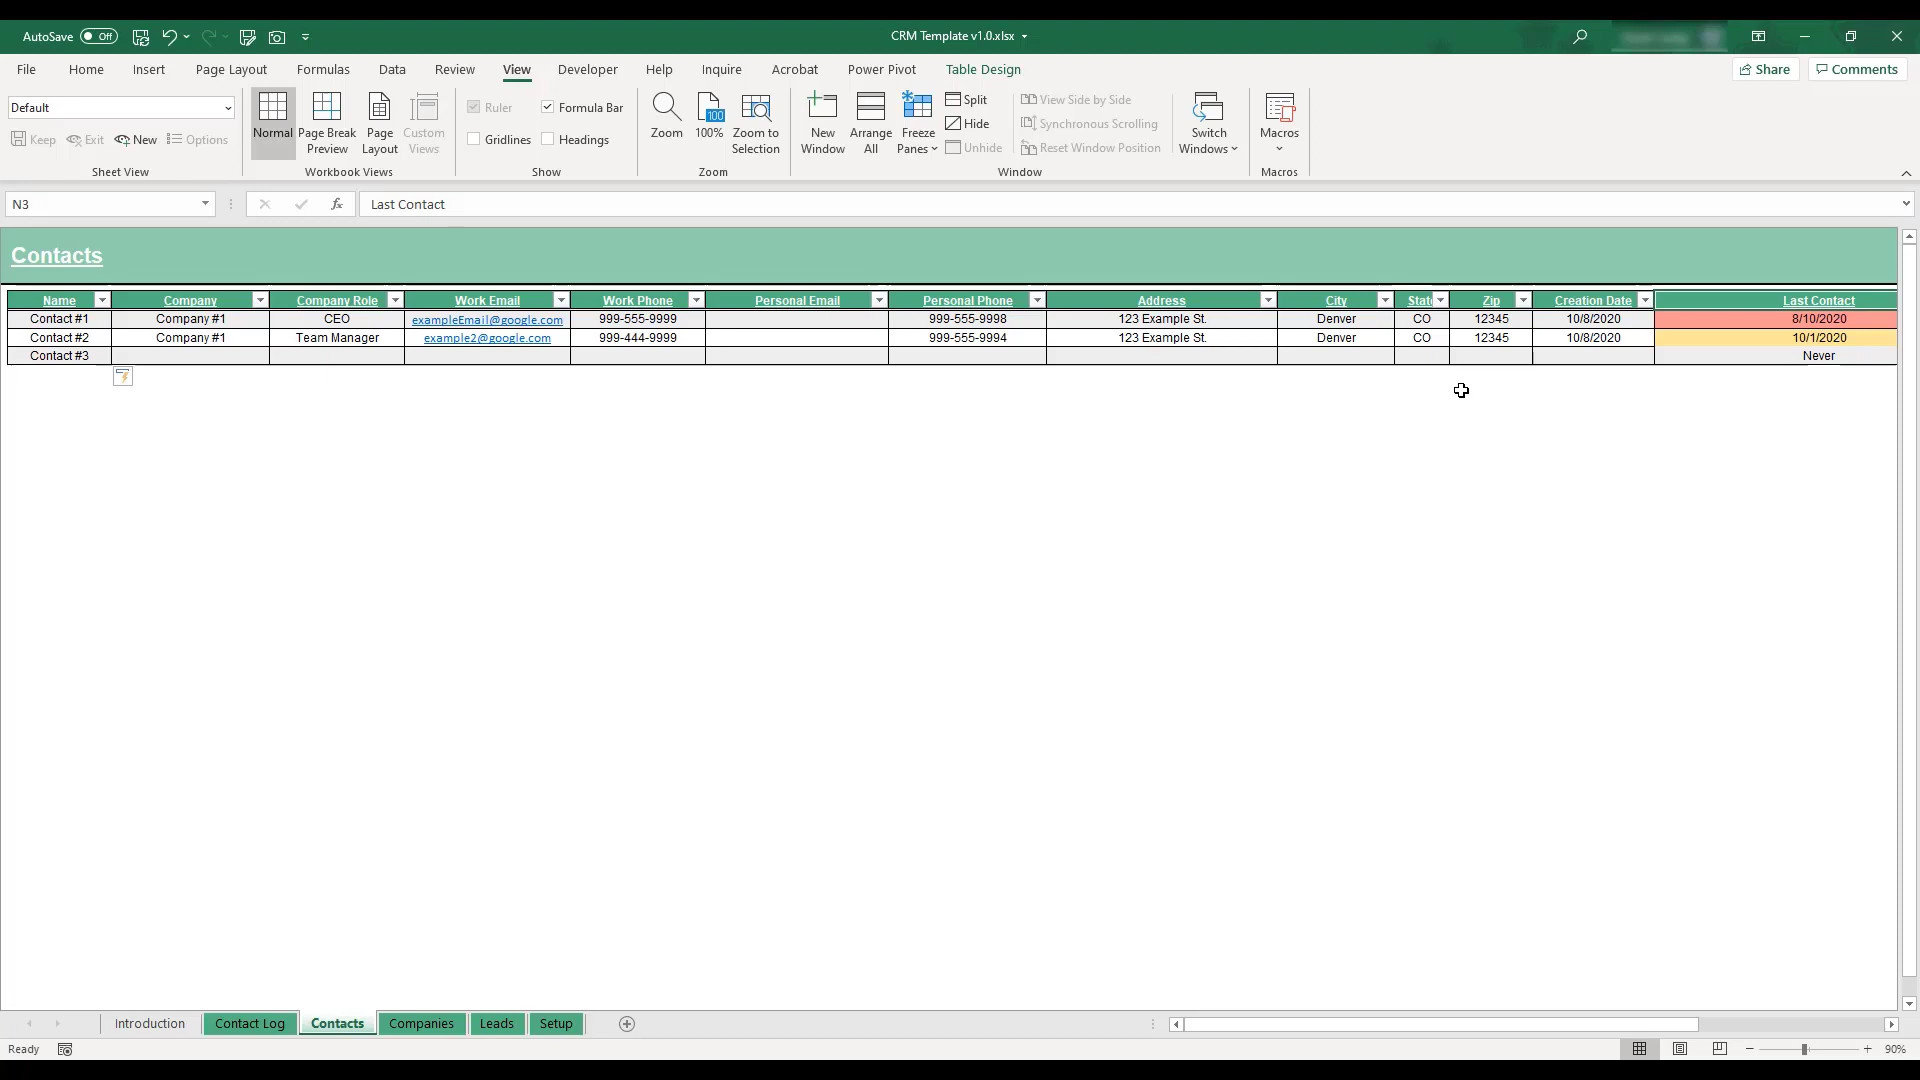 AutoSave Off CRM Template v1.0.xlsx
File Home Insert Page Layout Formulas Data Review View Developer Help Inquire Acrobat Power Pivot Table Design Share Comments
Default
Keep Exit New Options
Normal Page Break Preview Page Layout Custom Views
Ruler Formula Bar
Gridlines Headings
Zoom 100 100% Zoom to Selection
New Window Arrange All Freeze Panes
Split View Side by Side
Hide Synchronous Scrolling
Unhide Reset Window Position
Switch Windows Macros
Sheet View Workbook Views Show Zoom Window Macros
N3 fx Last Contact
Contacts
Name Company Company Role Work Email Work Phone Personal Email Personal Phone Address City State Zip Creation Date Last Contact
Contact #1 Company #1 CEO exampleEmail@google.com 999-555-9999 999-555-9998 123 Example St. Denver CO 12345 10/8/2020 8/10/2020
Contact #2 Company #1 Team Manager example2@google.com 999-444-9999 999-555-9994 123 Example St. Denver CO 12345 10/8/2020 10/1/2020
Contact #3 Never
Introduction Contact Log Contacts Companies Leads Setup
Ready 90%